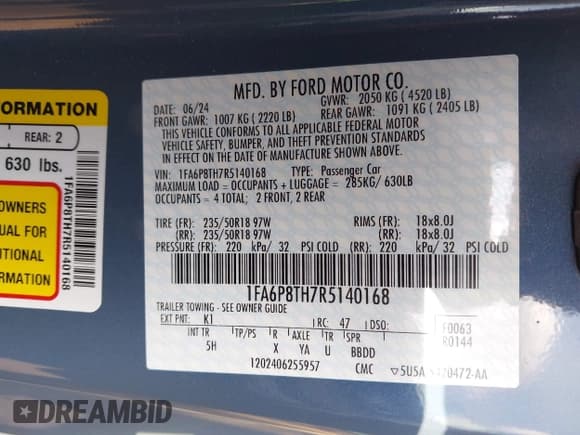 ORMATION
REAR: 2
630 lbs.
OWNERS
UAL FOR
ITIONAL
MATION
1FA6P8TH7R5140168
MFD. BY FORD MOTOR CO.
DATE: 06/24 GVWR: 2050 KG ( 4520 LB)
FRONT GAWR: 1007 KG ( 2220 LB) REAR GAWR: 1091 KG ( 2405 LB)
THIS VEHICLE CONFORMS TO ALL APPLICABLE FEDERAL MOTOR
VEHICLE SAFETY, BUMPER, AND THEFT PREVENTION STANDARDS
IN EFFECT ON THE DATE OF MANUFACTURE SHOWN ABOVE.
VIN: 1FA6P8TH7R5140168 TYPE: Passenger Car
MAXIMUM LOAD = OCCUPANTS + LUGGAGE = 285KG/ 630LB
OCCUPANTS = 4 TOTAL; 2 FRONT, 2 REAR
TIRE (FR): 235/50R18 97W RIMS (FR): 18x8.0J
(RR): 235/50R18 97W (RR): 18x8.0J
PRESSURE (FR): 220 kPa/ 32 PSI COLD (RR): 220 kPa/ 32 PSI COLD
1FA6P8TH7R5140168
TRAILER TOWING - SEE OWNER GUIDE
EXT PNT: K1 RC: 47 DSO: F0063
INT TR TP/PS R AXLE TR SPR R0144
5H X YA U BBDD
1202406255957 CMC 5U5A 20472-AA
DREAMBID